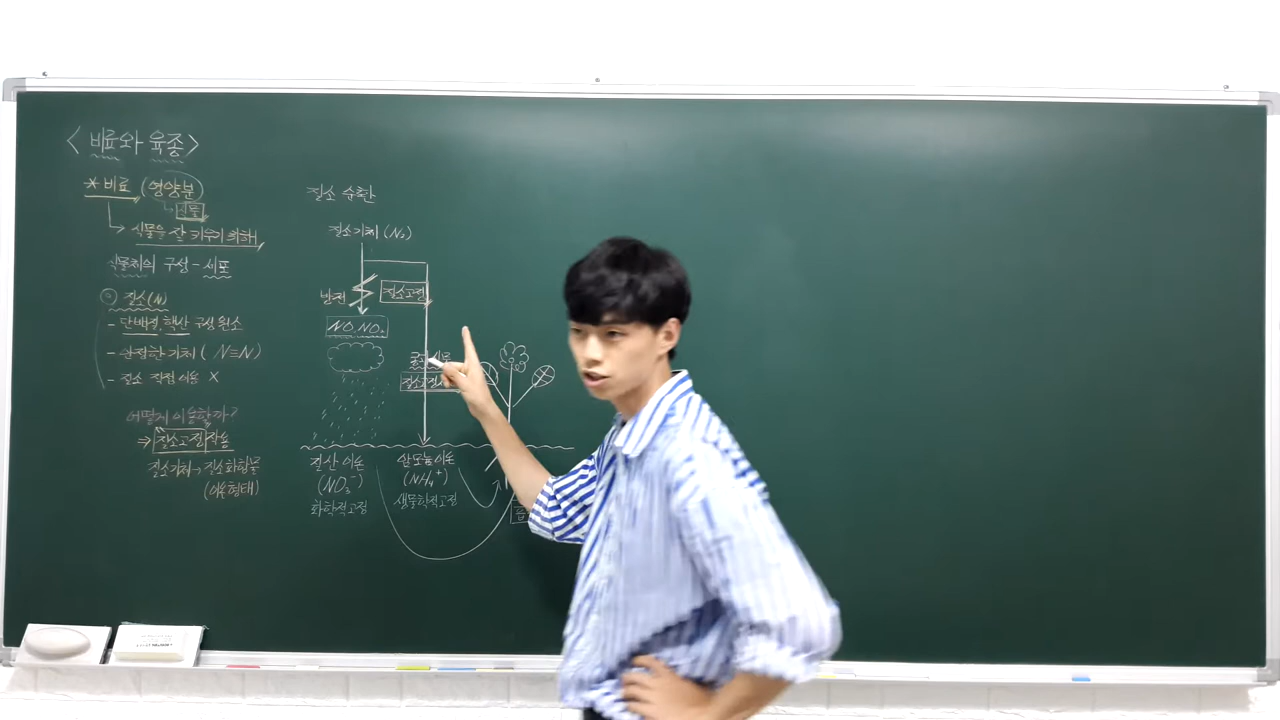 <비료와 육종>
*비료 (영양분)
식물
식물을 잘 키우기 위해
식물체의 구성 - 세포
질소(N)
- 단백질, 핵산 구성 원소
- 안정한 기체 ( N≡N)
- 질소 직접 이용 X
어떻게 이용할까?
⇒ 질소고정 작용
질소기체 → 질소화합물
(이온형태)
질소 순환
질소기체 (N₂)
방전
질소고정
NO, NO₂
질산 이온
(NO₃⁻)
화학적고정
암모늄이온
(NH₄⁺)
생물학적고정